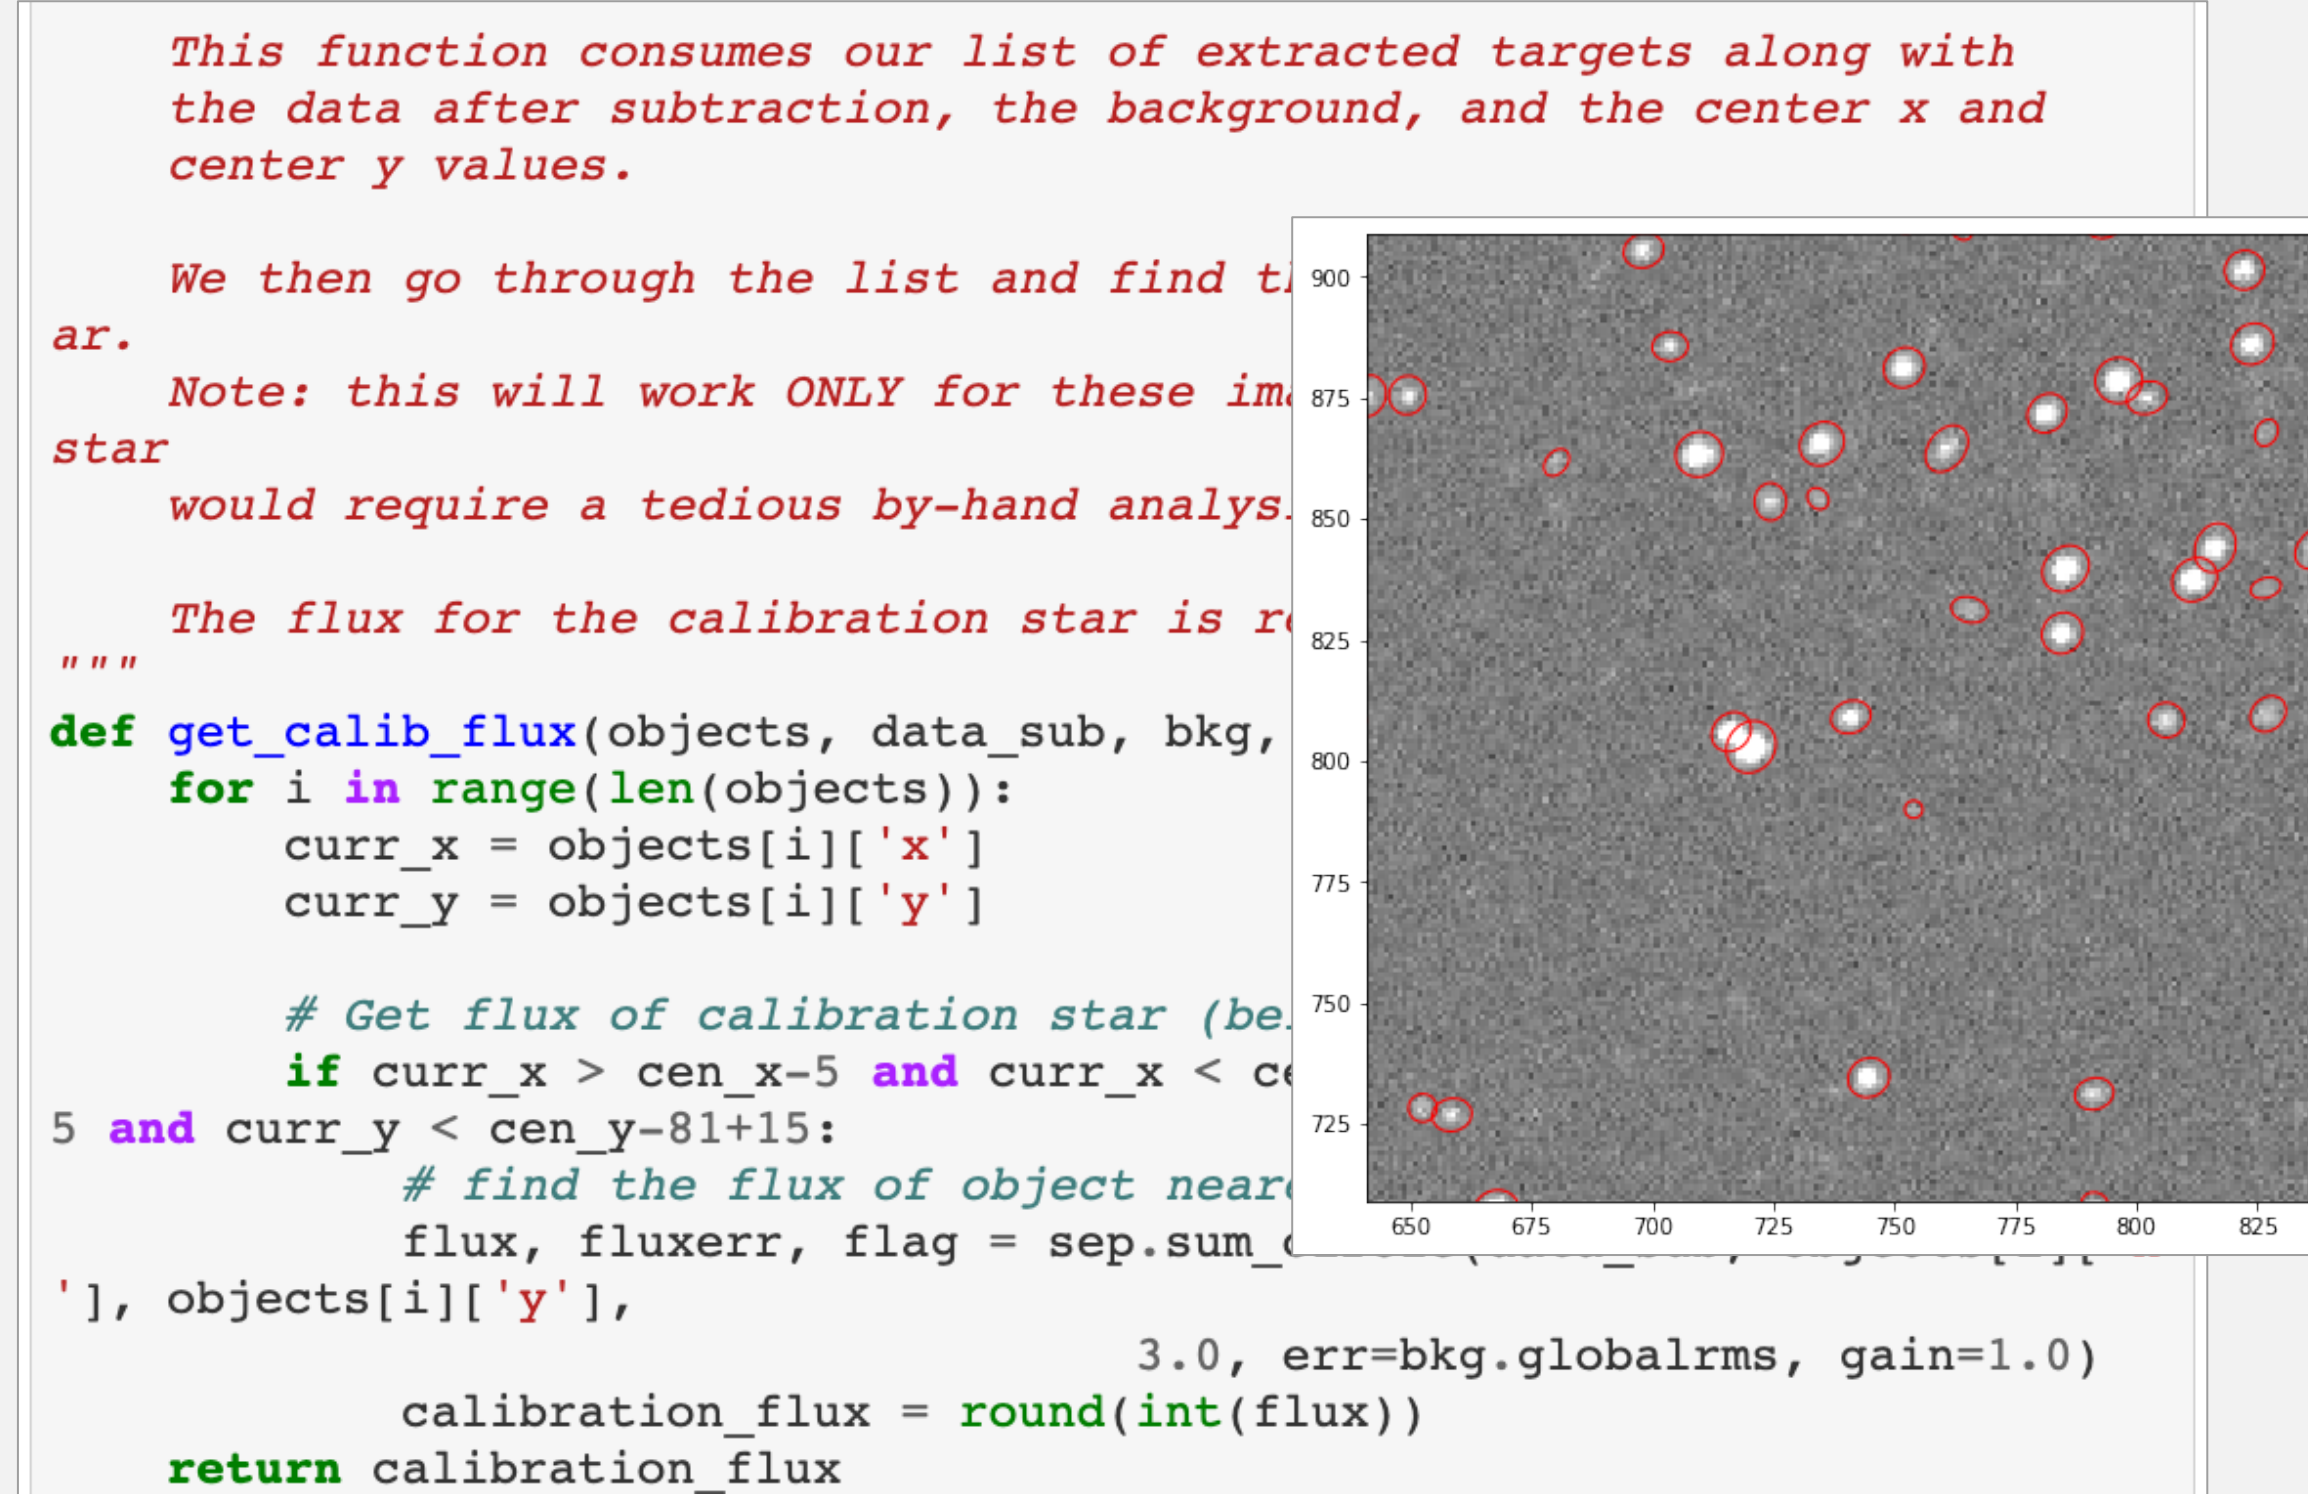 This function consumes our list of extracted targets along with
the data after subtraction, the background, and the center x and
center y values.
We then go through the list and find
ar.
Note: this will work ONLY for these
star
would require a tedious by-hand
The flux for the calibration star is
"""
def get_calib_flux(objects, data_sub, bkg,
for i in range(len(objects)):
curr_x = objects[i]['x']
curr_y = objects[i]['y']
# Get flux of calibration star
if curr_x > cen_x-5 and curr_x <
5 and curr_y < cen_y-81+15:
# find the flux of object
flux, fluxerr, flag =
'], objects[i]['y'],
3.0, err=bkg.globalrms, gain=1.0)
calibration_flux = round(int(flux))
return calibration_flux
900
875
850
825
800
775
750
725
650 675 700 725 750 775 800 825